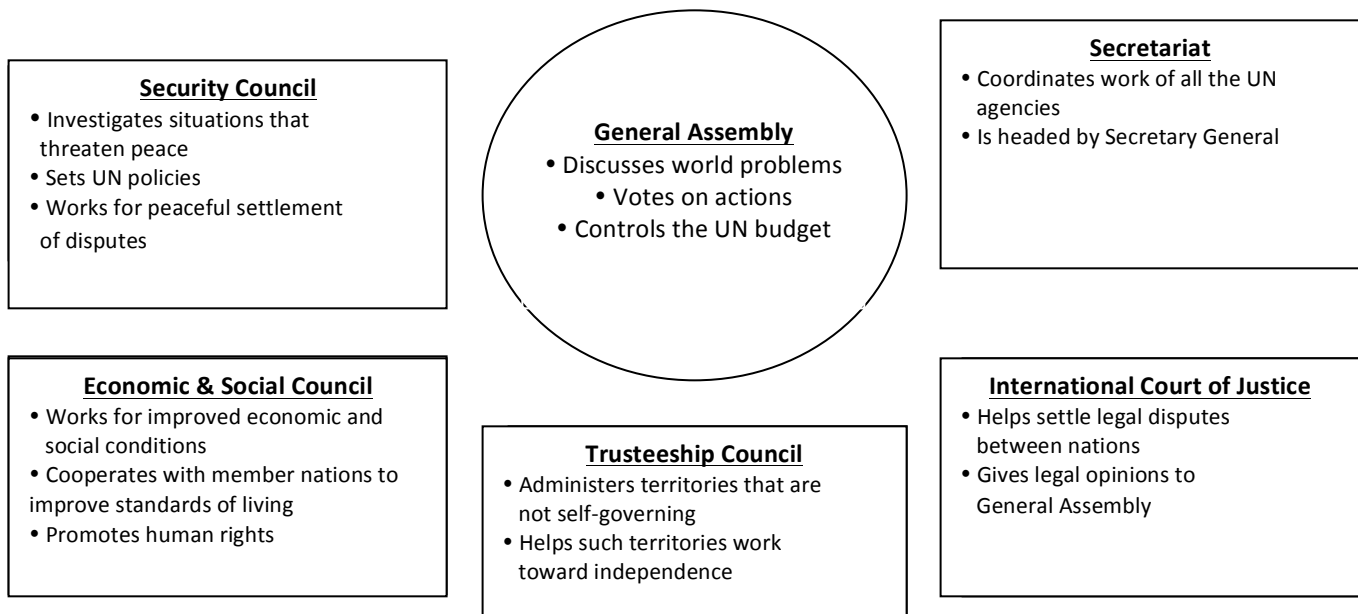 Security Council
• Investigates situations that
threaten peace
• Sets UN policies
• Works for peaceful settlement
of disputes
General Assembly
• Discusses world problems
• Votes on actions
• Controls the UN budget
Secretariat
• Coordinates work of all the UN
agencies
• Is headed by Secretary General
Economic & Social Council
• Works for improved economic and
social conditions
• Cooperates with member nations to
improve standards of living
• Promotes human rights
Trusteeship Council
• Administers territories that are
not self-governing
• Helps such territories work
toward independence
International Court of Justice
• Helps settle legal disputes
between nations
• Gives legal opinions to
General Assembly